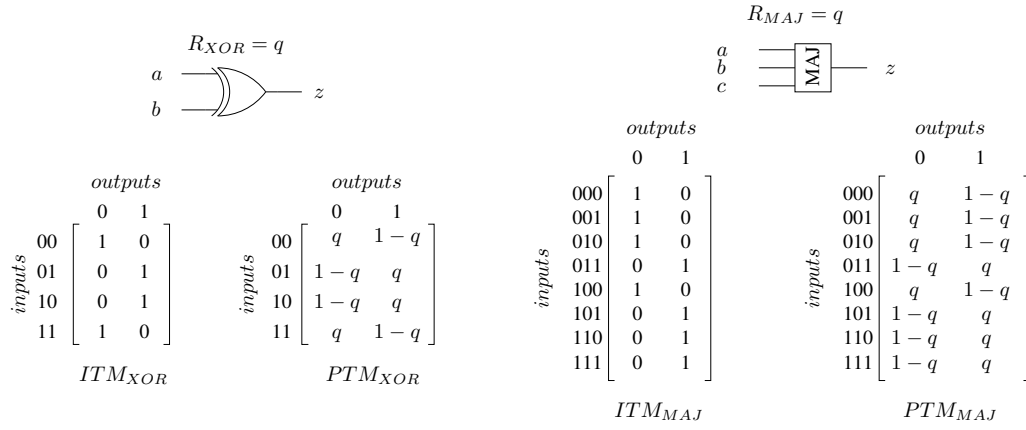 R_{XOR} = q
a
b
z
outputs
0 1
inputs
00 1 0
01 0 1
10 0 1
11 1 0
ITM_{XOR}
outputs
0 1
inputs
00 q 1 − q
01 1 − q q
10 1 − q q
11 q 1 − q
PTM_{XOR}
R_{MAJ} = q
a
b
c
MAJ
z
outputs
0 1
inputs
000 1 0
001 1 0
010 1 0
011 0 1
100 1 0
101 0 1
110 0 1
111 0 1
ITM_{MAJ}
outputs
0 1
inputs
000 q 1 − q
001 q 1 − q
010 q 1 − q
011 1 − q q
100 q 1 − q
101 1 − q q
110 1 − q q
111 1 − q q
PTM_{MAJ}